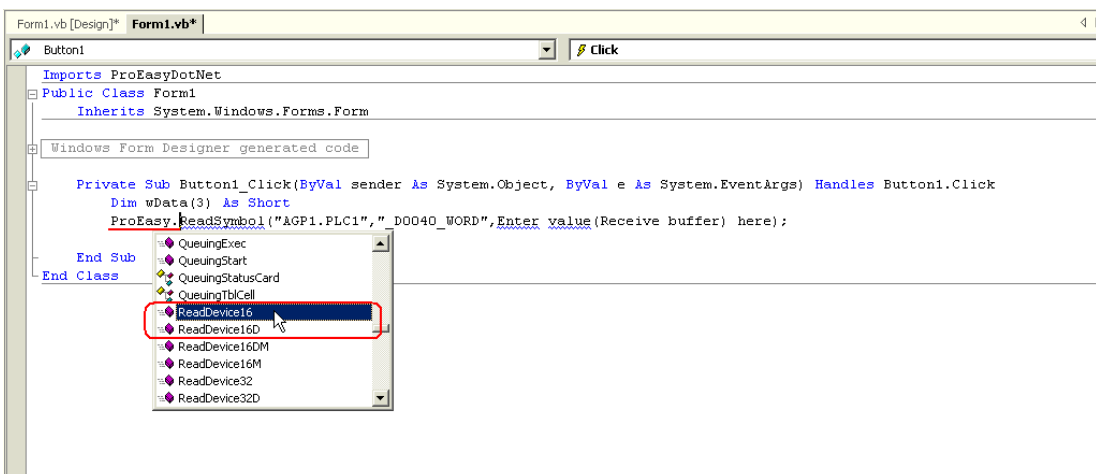 Form1.vb [Design]* Form1.vb*
Button1 Click
Imports ProEasyDotNet
Public Class Form1
Inherits System.Windows.Forms.Form
Windows Form Designer generated code
Private Sub Button1_Click(ByVal sender As System.Object, ByVal e As System.EventArgs) Handles Button1.Click
Dim wData(3) As Short
ProEasy.ReadSymbol("AGP1.PLC1","_D0040_WORD",Enter value(Receive buffer) here);
QueuingExec
End Sub QueuingStart
End Class QueuingStatusCard
QueuingTblCell
ReadDevice16
ReadDevice16D
ReadDevice16DM
ReadDevice16M
ReadDevice32
ReadDevice32D